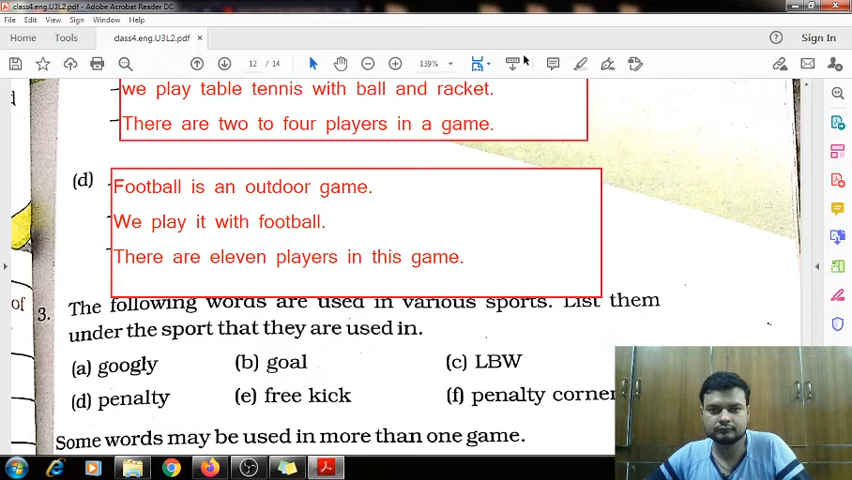 class4.eng.U3L2.pdf - Adobe Acrobat Reader DC
File Edit View Sign Window Help
Home Tools class4.eng.U3L2.pdf × Sign In
12 / 14 139%
we play table tennis with ball and racket.
There are two to four players in a game.
(d) Football is an outdoor game.
We play it with football.
There are eleven players in this game.
of
3. The following words are used in various sports. List them
under the sport that they are used in.
(a) googly (b) goal (c) LBW
(d) penalty (e) free kick (f) penalty corner
Some words may be used in more than one game.